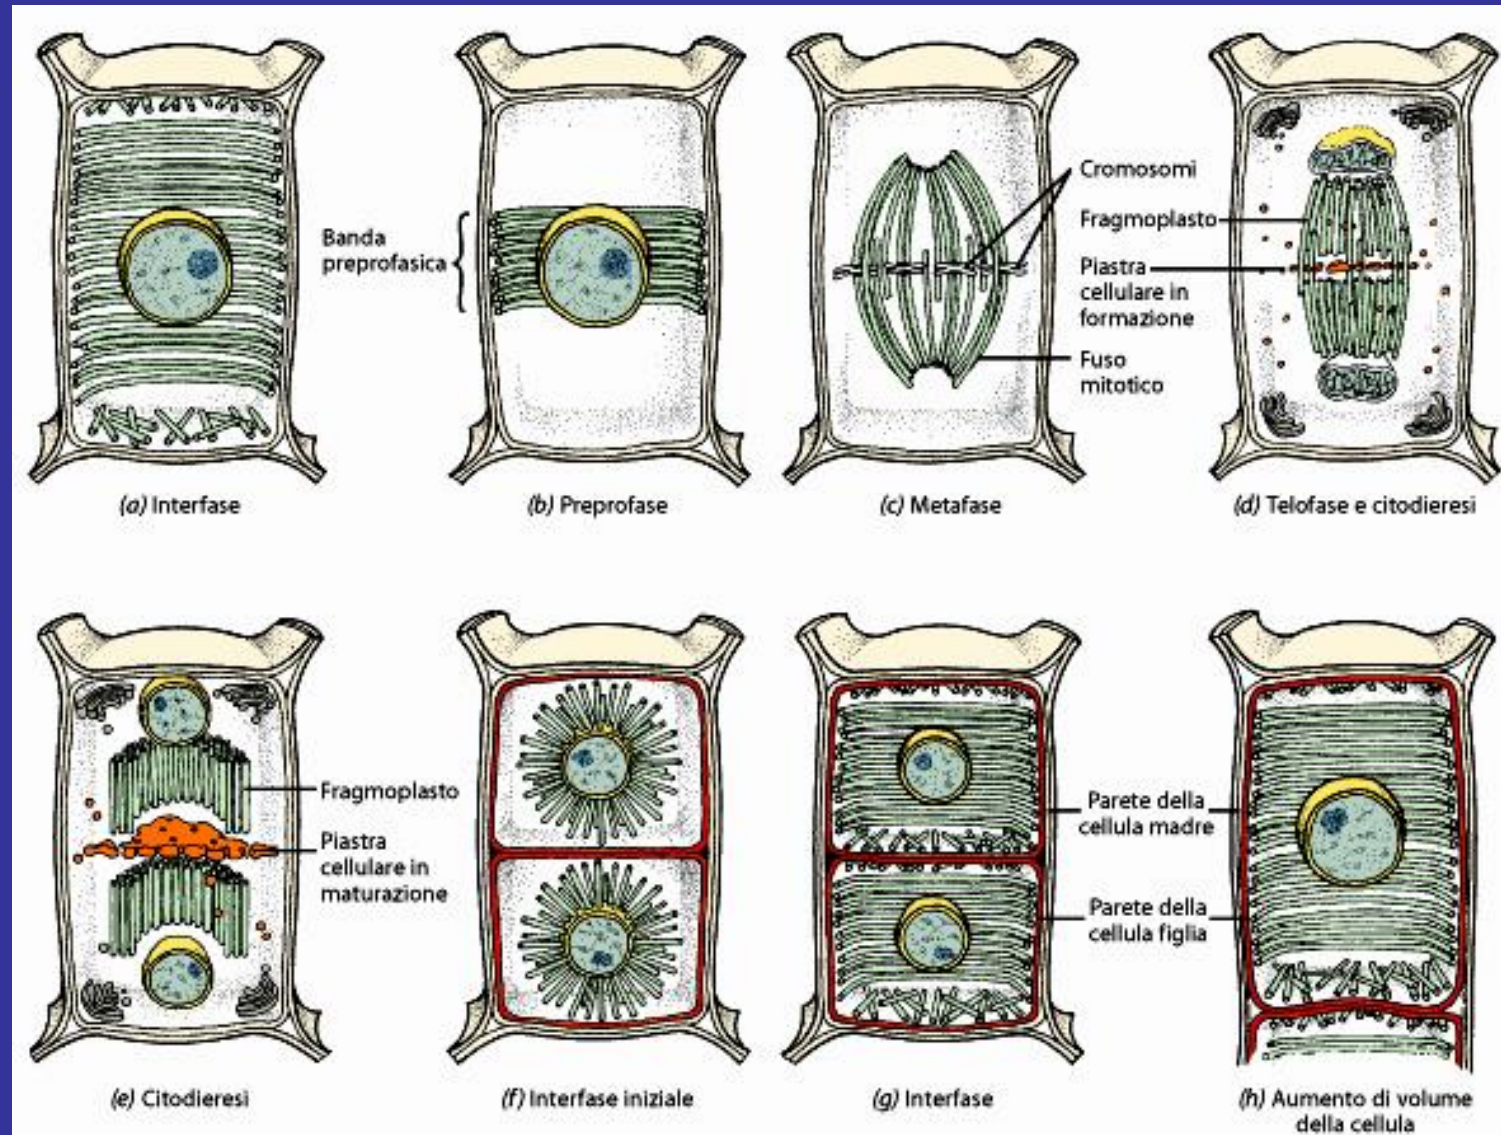 Banda
preprofasica
Cromosomi
Fragmoplasto
Piastra
cellulare in
formazione
Fuso
mitotico
(a) Interfase
(b) Preprofase
(c) Metafase
(d) Telofase e citodieresi
Fragmoplasto
Piastra
cellulare in
maturazione
Parete della
cellula madre
Parete della
cellula figlia
(e) Citodieresi
(f) Interfase iniziale
(g) Interfase
(h) Aumento di volume
della cellula